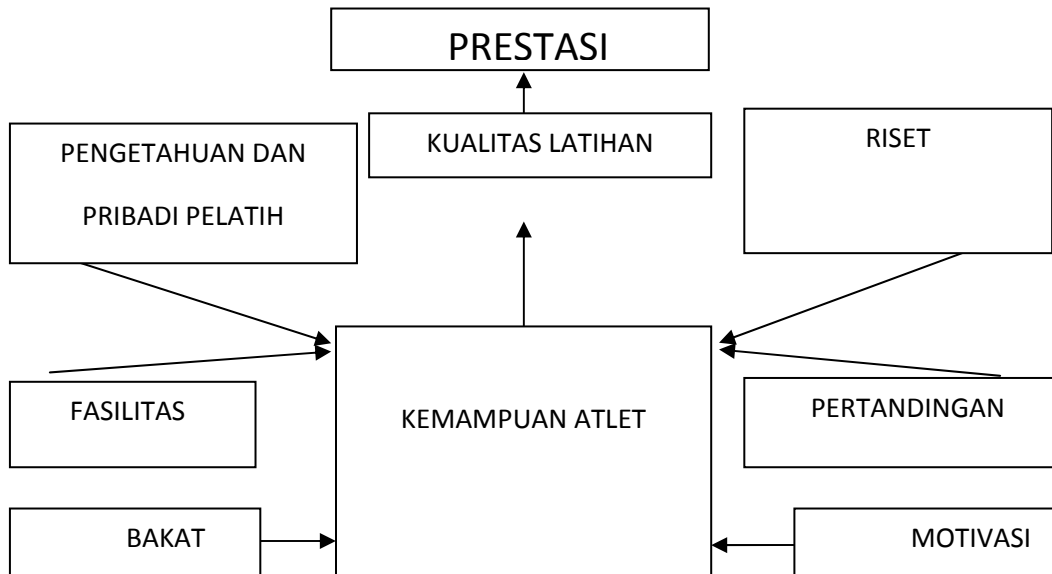 PRESTASI
KUALITAS LATIHAN
PENGETAHUAN DAN
PRIBADI PELATIH
RISET
FASILITAS
KEMAMPUAN ATLET
PERTANDINGAN
BAKAT
MOTIVASI